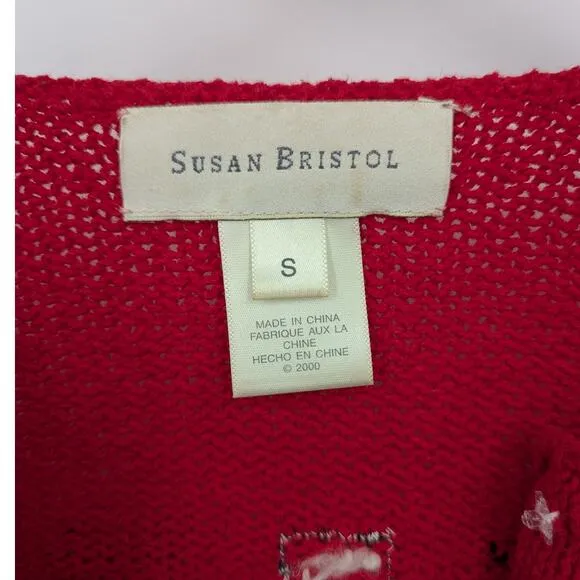 SUSAN BRISTOL
S
MADE IN CHINA
FABRIQUE AUX LA
CHINE
HECHO EN CHINE
© 2000